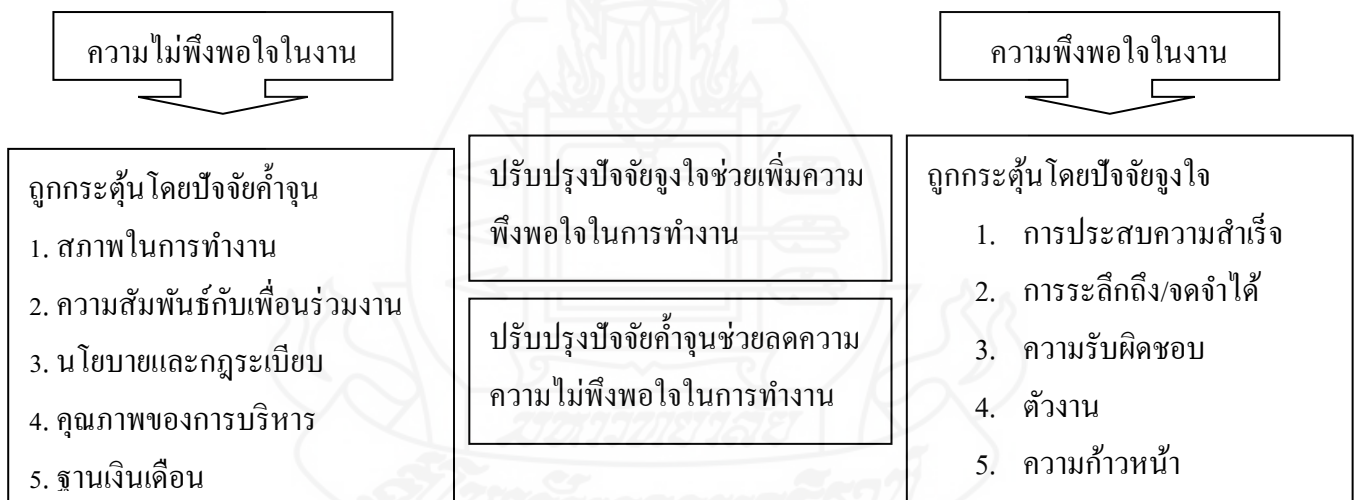 ความไม่พึงพอใจในงาน
ความพึงพอใจในงาน
ถูกกระตุ้นโดยปัจจัยค้ำจุน
1. สภาพในการทำงาน
2. ความสัมพันธ์กับเพื่อนร่วมงาน
3. นโยบายและกฎระเบียบ
4. คุณภาพของการบริหาร
5. ฐานเงินเดือน
ปรับปรุงปัจจัยจูงใจช่วยเพิ่มความ
พึงพอใจในการทำงาน
ปรับปรุงปัจจัยค้ำจุนช่วยลดความ
ความไม่พึงพอใจในการทำงาน
ถูกกระตุ้นโดยปัจจัยจูงใจ
1. การประสบความสำเร็จ
2. การระลึกถึง/จดจำได้
3. ความรับผิดชอบ
4. ตัวงาน
5. ความก้าวหน้า